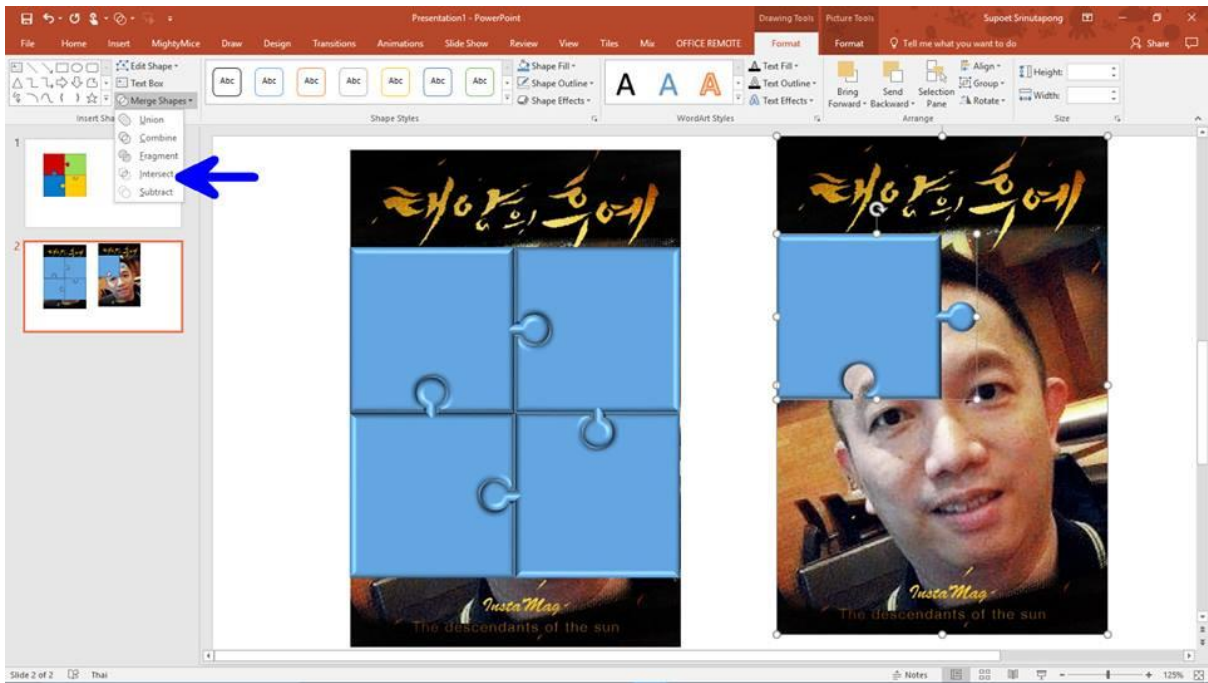 Presentation1 - PowerPoint
Drawing Tools
Picture Tools
Supoet Srinutapong
File Home Insert MightyMice Draw Design Transitions Animations Slide Show Review View Tiles Mix OFFICE REMOTE Format Format Tell me what you want to do Share
Edit Shape
Text Box
Merge Shapes
Insert Sha
Union
Combine
Fragment
Intersect
Subtract
Abc Abc Abc Abc Abc Abc Abc
Shape Fill
Shape Outline
Shape Effects
Shape Styles
A A A
Text Fill
Text Outline
Text Effects
WordArt Styles
Bring Forward
Send Backward
Selection Pane
Align
Group
Rotate
Arrange
Height:
Width:
Size
1
2
태양의 후예
InstaMag
The descendants of the sun
태양의 후예
InstaMag
The descendants of the sun
Slide 2 of 2 Thai Notes 125%